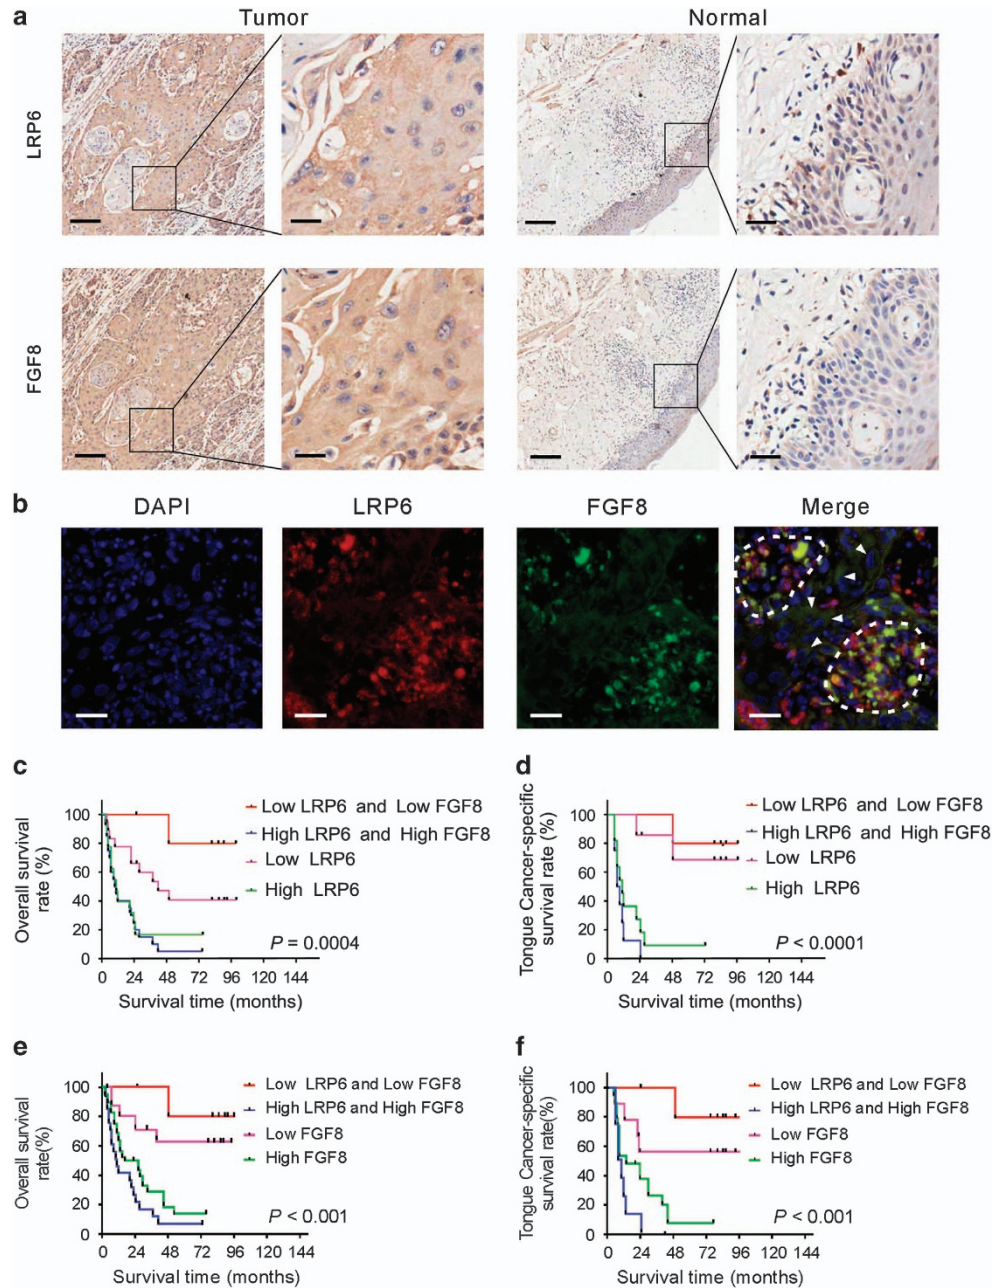 a
Tumor
Normal
LRP6
FGF8
b
DAPI
LRP6
FGF8
Merge
c
Overall survival
rate (%)
100
80
60
40
20
0
0 24 48 72 96 120 144
Survival time (months)
Low LRP6 and Low FGF8
High LRP6 and High FGF8
Low LRP6
High LRP6
P = 0.0004
d
Tongue Cancer-specific
survival rate (%)
100
80
60
40
20
0
0 24 48 72 96 120 144
Survival time (months)
Low LRP6 and Low FGF8
High LRP6 and High FGF8
Low LRP6
High LRP6
P < 0.0001
e
Overall survival
rate(%)
100
80
60
40
20
0
0 24 48 72 96 120 144
Survival time (months)
Low LRP6 and Low FGF8
High LRP6 and High FGF8
Low FGF8
High FGF8
P < 0.001
f
Tongue Cancer-specific
survival rate(%)
100
80
60
40
20
0
0 24 48 72 96 120 144
Survival time (months)
Low LRP6 and Low FGF8
High LRP6 and High FGF8
Low FGF8
High FGF8
P < 0.001